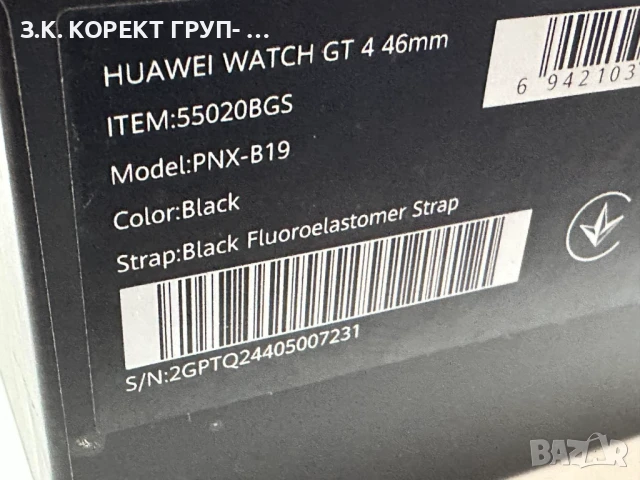 З.К. КОРЕКТ ГРУП- ...
HUAWEI WATCH GT 4 46mm
6 942103
ITEM:55020BGS
Model:PNX-B19
Color:Black
Strap:Black Fluoroelastomer Strap
S/N:2GPTQ24405007231
BAZAR